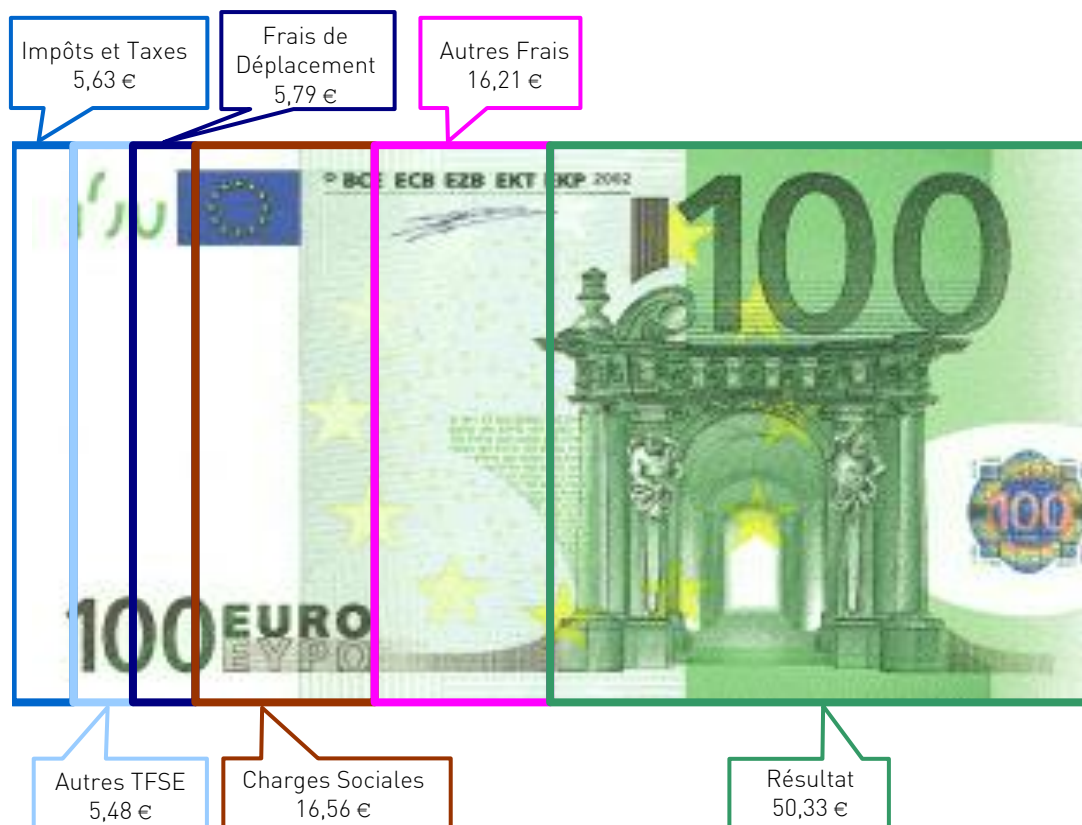 Impôts et Taxes
5,63 €
Frais de
Déplacement
5,79 €
Autres Frais
16,21 €
BCE ECB EZB EKT EKP 2002
100
100
100 EURO
ΕΥΡΩ
Autres TFSE
5,48 €
Charges Sociales
16,56 €
Résultat
50,33 €